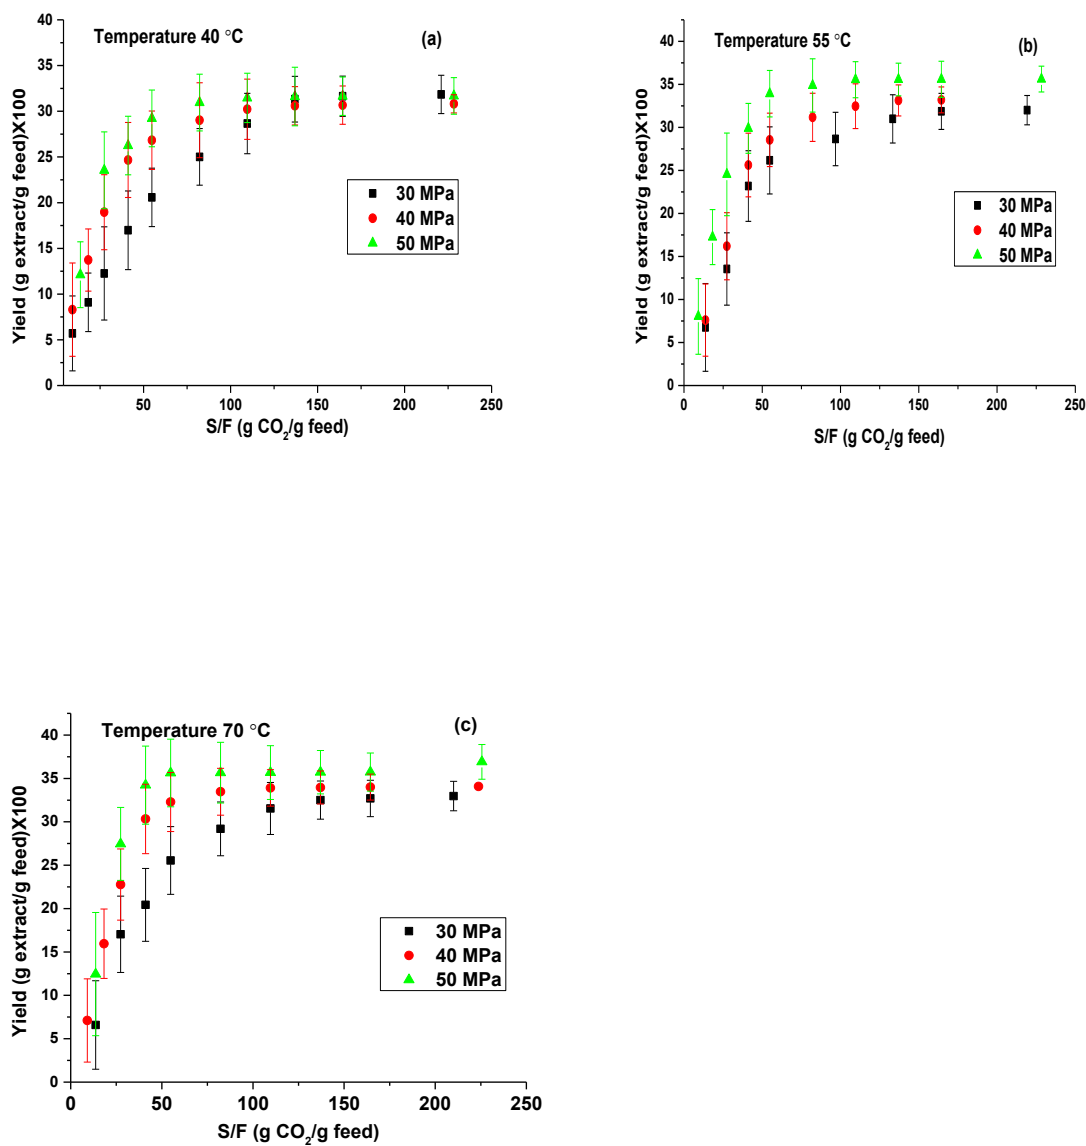 Temperature 40 °C
(a)
40
35
30
25
20
15
10
5
0
Yield (g extract/g feed)X100
30 MPa
40 MPa
50 MPa
50
100
150
200
250
S/F (g CO2/g feed)
Temperature 55 °C
(b)
40
35
30
25
20
15
10
5
0
Yield (g extract/g feed)X100
30 MPa
40 MPa
50 MPa
0
50
100
150
200
250
S/F (g CO2/g feed)
Temperature 70 °C
(c)
40
35
30
25
20
15
10
5
0
Yield (g extract/g feed)X100
30 MPa
40 MPa
50 MPa
0
50
100
150
200
250
S/F (g CO2/g feed)